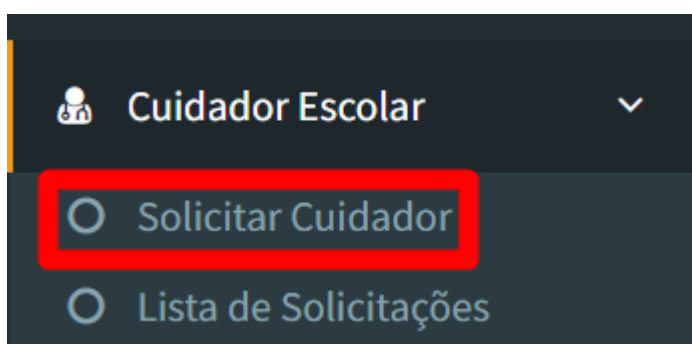 Cuidador Escolar
Solicitar Cuidador
Lista de Solicitações